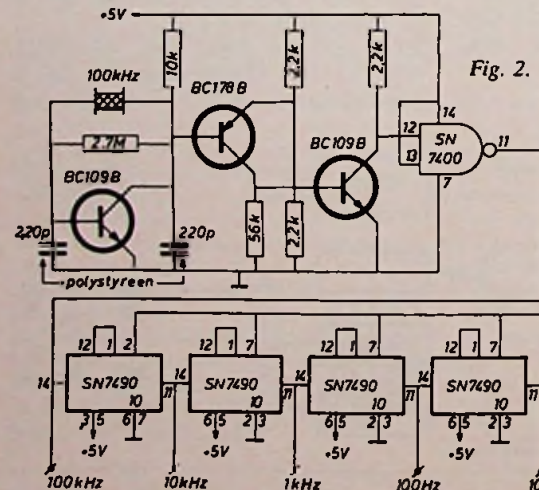 +5V
Fig. 2.
100kHz
10k
2.2k
2.2k
BC178B
2.7M
BC109B
BC109B
14
12
13
SN
7400
11
7
220p
220p
56k
2.2k
polystyreen
12 1 2
12 1 7
12 1 7
12 1 7
14 SN7490 11
14 SN7490 11
14 SN7490 11
14 SN7490 11
10
10
10
10
3 5 6 7
6 5 2 3
6 5 2 3
6 5 2 3
+5V
+5V
+5V
+5V
100kHz
10kHz
1kHz
100Hz